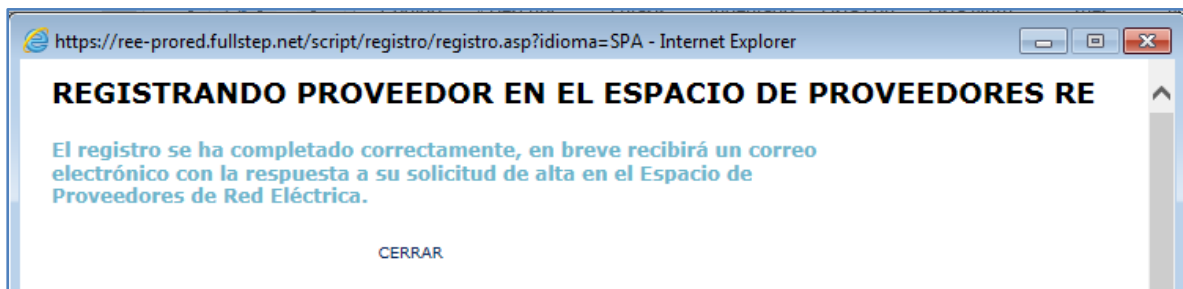 https://ree-prored.fullstep.net/script/registro/registro.asp?idioma=SPA - Internet Explorer
REGISTRANDO PROVEEDOR EN EL ESPACIO DE PROVEEDORES RE
El registro se ha completado correctamente, en breve recibirá un correo
electrónico con la respuesta a su solicitud de alta en el Espacio de
Proveedores de Red Eléctrica.
CERRAR